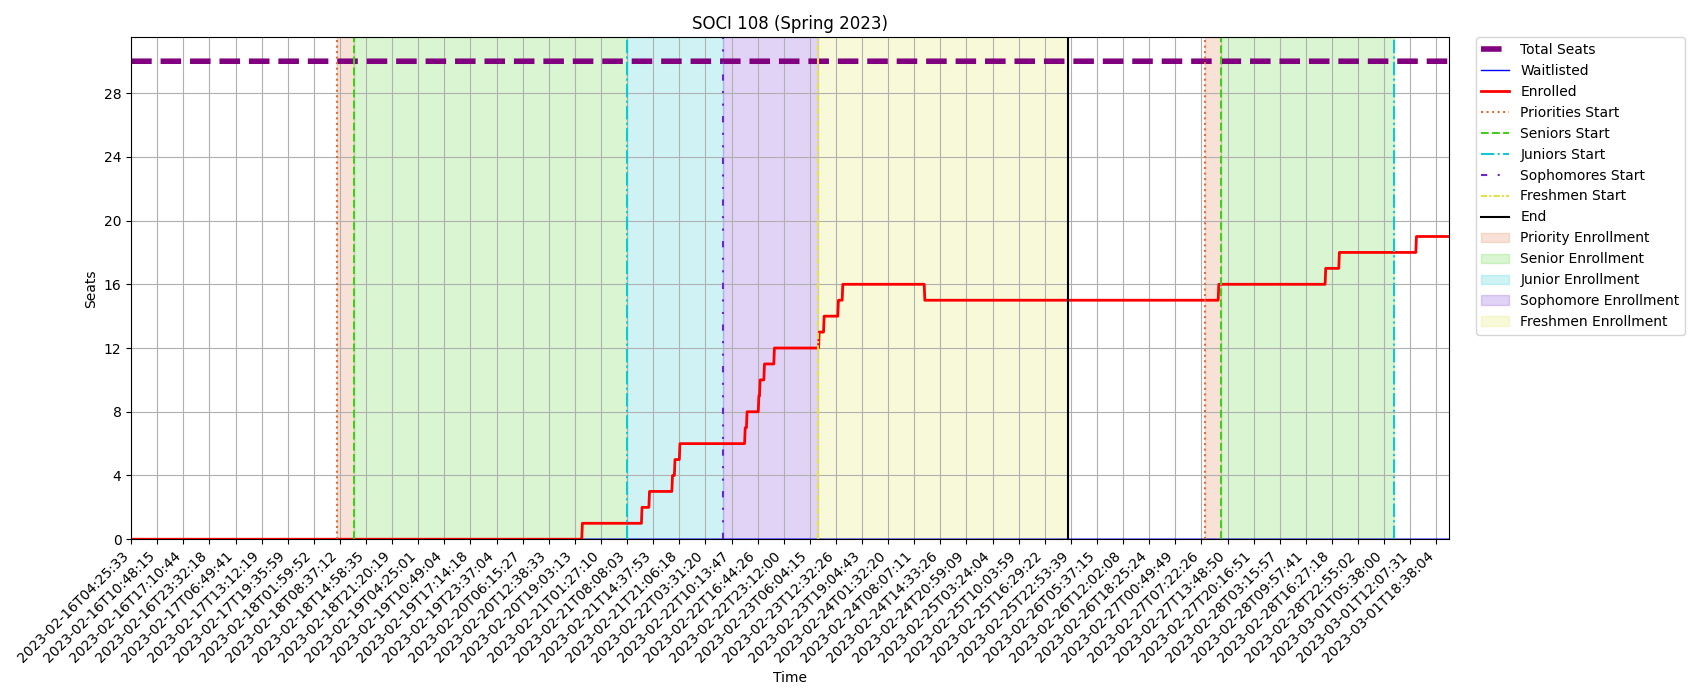 SOCI 108 (Spring 2023)
Seats
28
24
20
16
12
8
4
0
2023-02-16T04:25:33
2023-02-16T10:48:15
2023-02-16T17:10:44
2023-02-16T23:32:18
2023-02-17T06:49:41
2023-02-17T13:12:19
2023-02-17T19:35:59
2023-02-18T01:59:52
2023-02-18T08:37:12
2023-02-18T14:58:35
2023-02-18T21:20:19
2023-02-19T04:25:01
2023-02-19T10:49:04
2023-02-19T17:14:18
2023-02-19T23:37:04
2023-02-20T06:15:27
2023-02-20T12:38:33
2023-02-20T19:03:13
2023-02-21T01:27:10
2023-02-21T08:08:03
2023-02-21T14:37:53
2023-02-21T21:06:18
2023-02-22T03:31:20
2023-02-22T10:13:47
2023-02-22T16:44:26
2023-02-22T23:12:00
2023-02-23T06:04:15
2023-02-23T12:32:26
2023-02-23T19:04:43
2023-02-24T01:32:20
2023-02-24T08:07:11
2023-02-24T14:33:26
2023-02-24T20:59:09
2023-02-25T03:24:04
2023-02-25T10:03:59
2023-02-25T16:29:22
2023-02-25T22:53:39
2023-02-26T05:37:15
2023-02-26T12:02:08
2023-02-26T18:25:24
2023-02-27T00:49:49
2023-02-27T07:22:26
2023-02-27T13:48:50
2023-02-27T20:16:51
2023-02-28T03:15:57
2023-02-28T09:57:41
2023-02-28T16:27:18
2023-02-28T22:55:02
2023-03-01T05:38:00
2023-03-01T12:07:31
2023-03-01T18:38:04
Time
Total Seats
Waitlisted
Enrolled
Priorities Start
Seniors Start
Juniors Start
Sophomores Start
Freshmen Start
End
Priority Enrollment
Senior Enrollment
Junior Enrollment
Sophomore Enrollment
Freshmen Enrollment